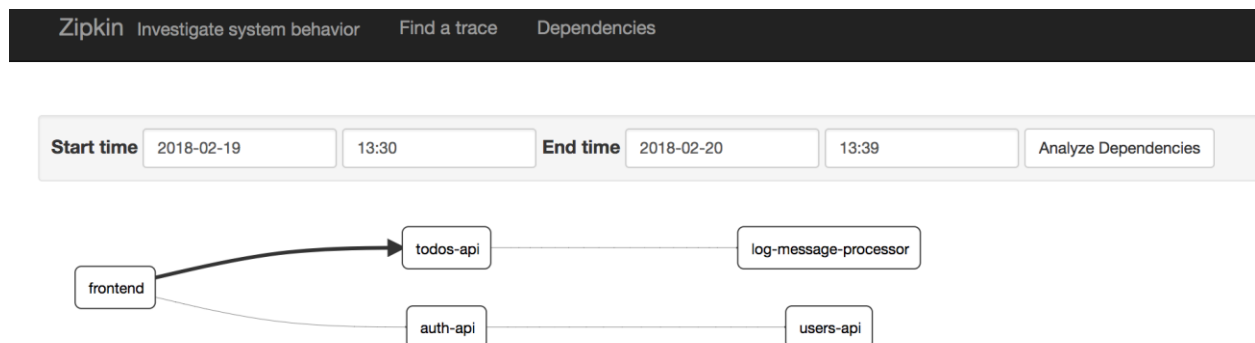 Zipkin Investigate system behavior Find a trace Dependencies
Start time 2018-02-19 13:30 End time 2018-02-20 13:39 Analyze Dependencies
todos-api log-message-processor
frontend
auth-api users-api